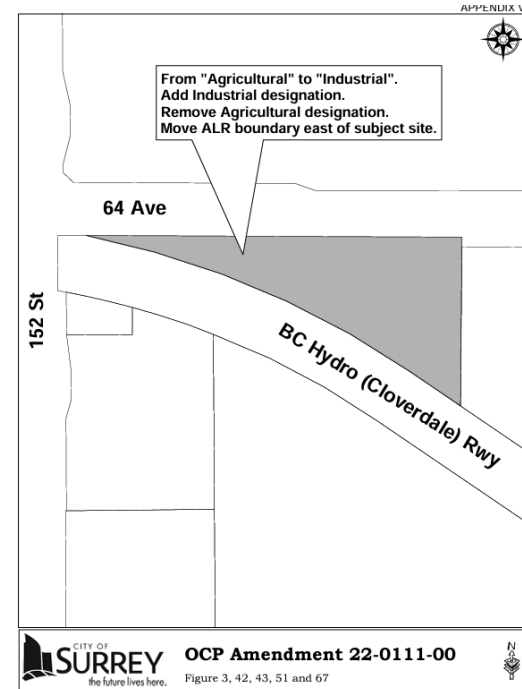 APPENDIX V
From "Agricultural" to "Industrial".
Add Industrial designation.
Remove Agricultural designation.
Move ALR boundary east of subject site.
64 Ave
152 St
BC Hydro (Cloverdale) Rwy
CITY OF
SURREY
the future lives here.
OCP Amendment 22-0111-00
Figure 3, 42, 43, 51 and 67